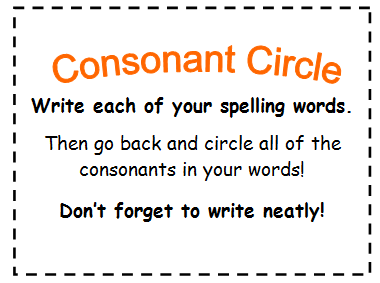 Consonant Circle
Write each of your spelling words.
Then go back and circle all of the
consonants in your words!
Don't forget to write neatly!